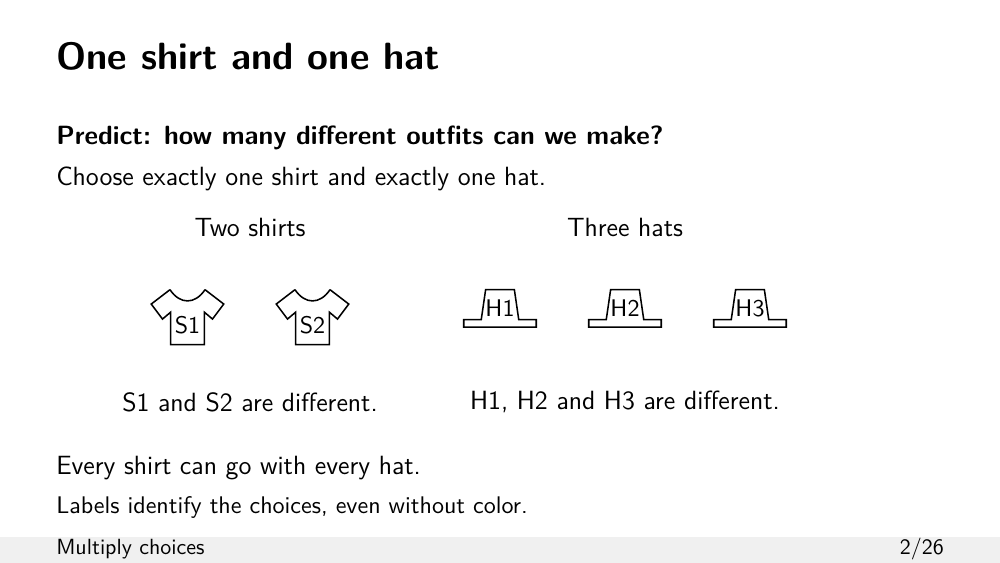 One shirt and one hat
Predict: how many different outfits can we make?
Choose exactly one shirt and exactly one hat.
Two shirts
Three hats
S1
S2
H1
H2
H3
S1 and S2 are different.
H1, H2 and H3 are different.
Every shirt can go with every hat.
Labels identify the choices, even without color.
Multiply choices
2/26